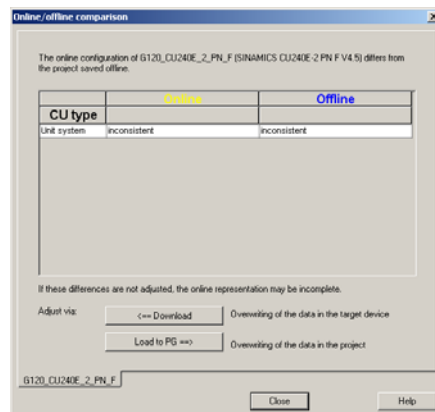 Online/offline comparison
The online configuration of G120_CU240E_2_PN_F (SINAMICS CU240E-2 PN F V4.5) differs from
the project saved offline.
Online Offline
CU type
Unit system inconsistent inconsistent
If these differences are not adjusted, the online representation may be incomplete.
Adjust via: <== Download Overwriting of the data in the target device
Load to PG ==> Overwriting of the data in the project
G120_CU240E_2_PN_F
Close Help